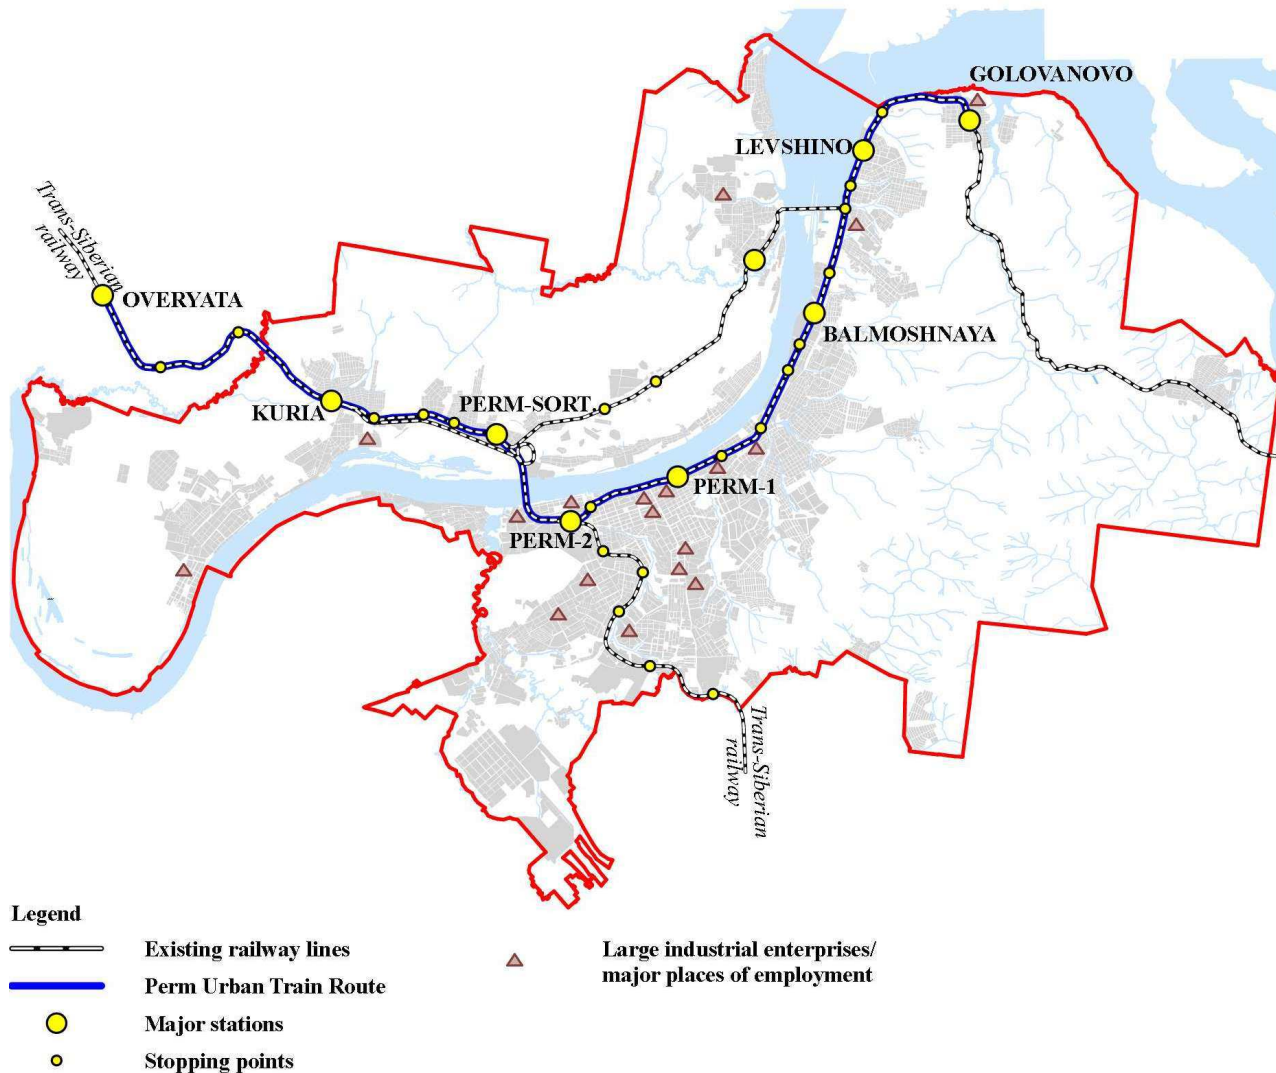 GOLOVANOVO
LEVSHINO
Trans-Siberian
railway
OVERYATA
BALMOSHNAYA
KURIA
PERM-SORT.
PERM-1
PERM-2
Trans-Siberian
railway
Legend
Existing railway lines
Perm Urban Train Route
Major stations
Stopping points
Large industrial enterprises/
major places of employment